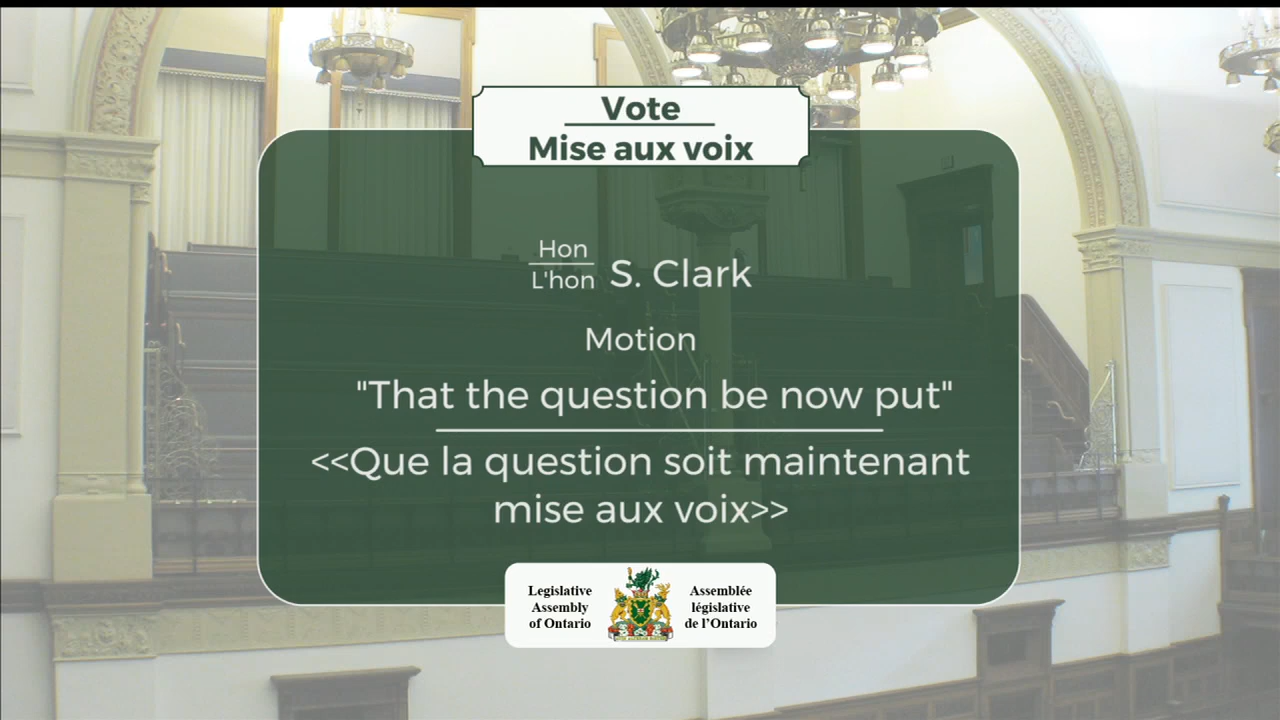 Vote
Mise aux voix
Hon
L'hon
S. Clark
Motion
"That the question be now put"
<<Que la question soit maintenant
mise aux voix>>
Legislative
Assembly
of Ontario
Assemblée
législative
de l'Ontario